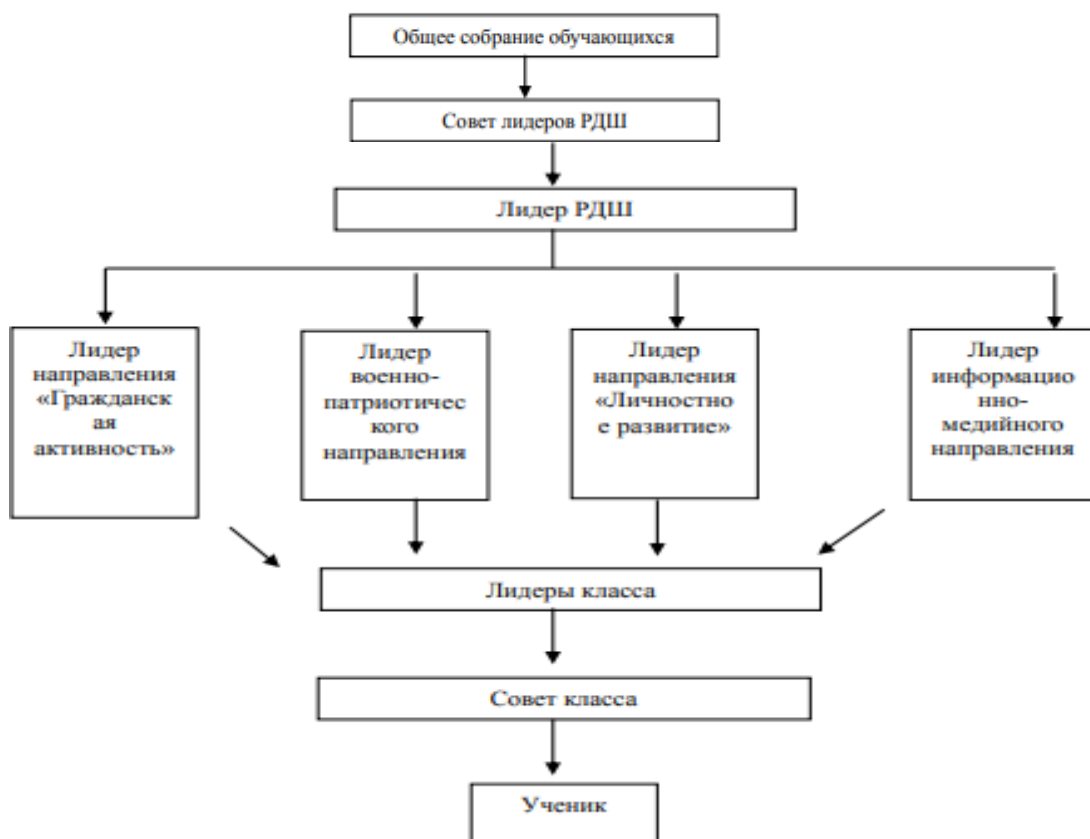 Общее собрание обучающихся
Совет лидеров РДШ
Лидер РДШ
Лидер
направления
«Гражданск
ая
активность»
Лидер
военно-
патриотичес
кого
направления
Лидер
направления
«Личностно
е развитие»
Лидер
информацио
нно-
медийного
направления
Лидеры класса
Совет класса
Ученик